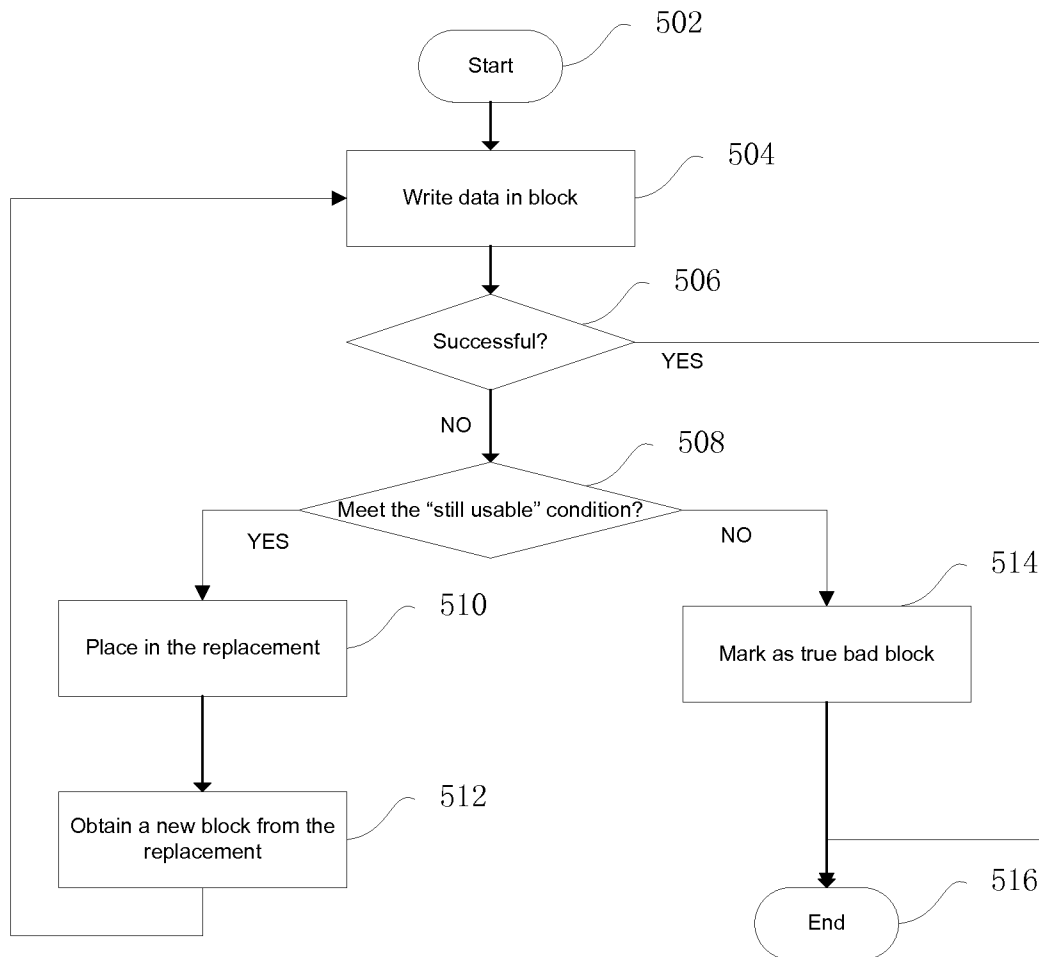 502
Start
504
Write data in block
506
Successful?
YES
NO
508
Meet the “still usable” condition?
YES
NO
514
510
Place in the replacement
Mark as true bad block
512
Obtain a new block from the
replacement
516
End